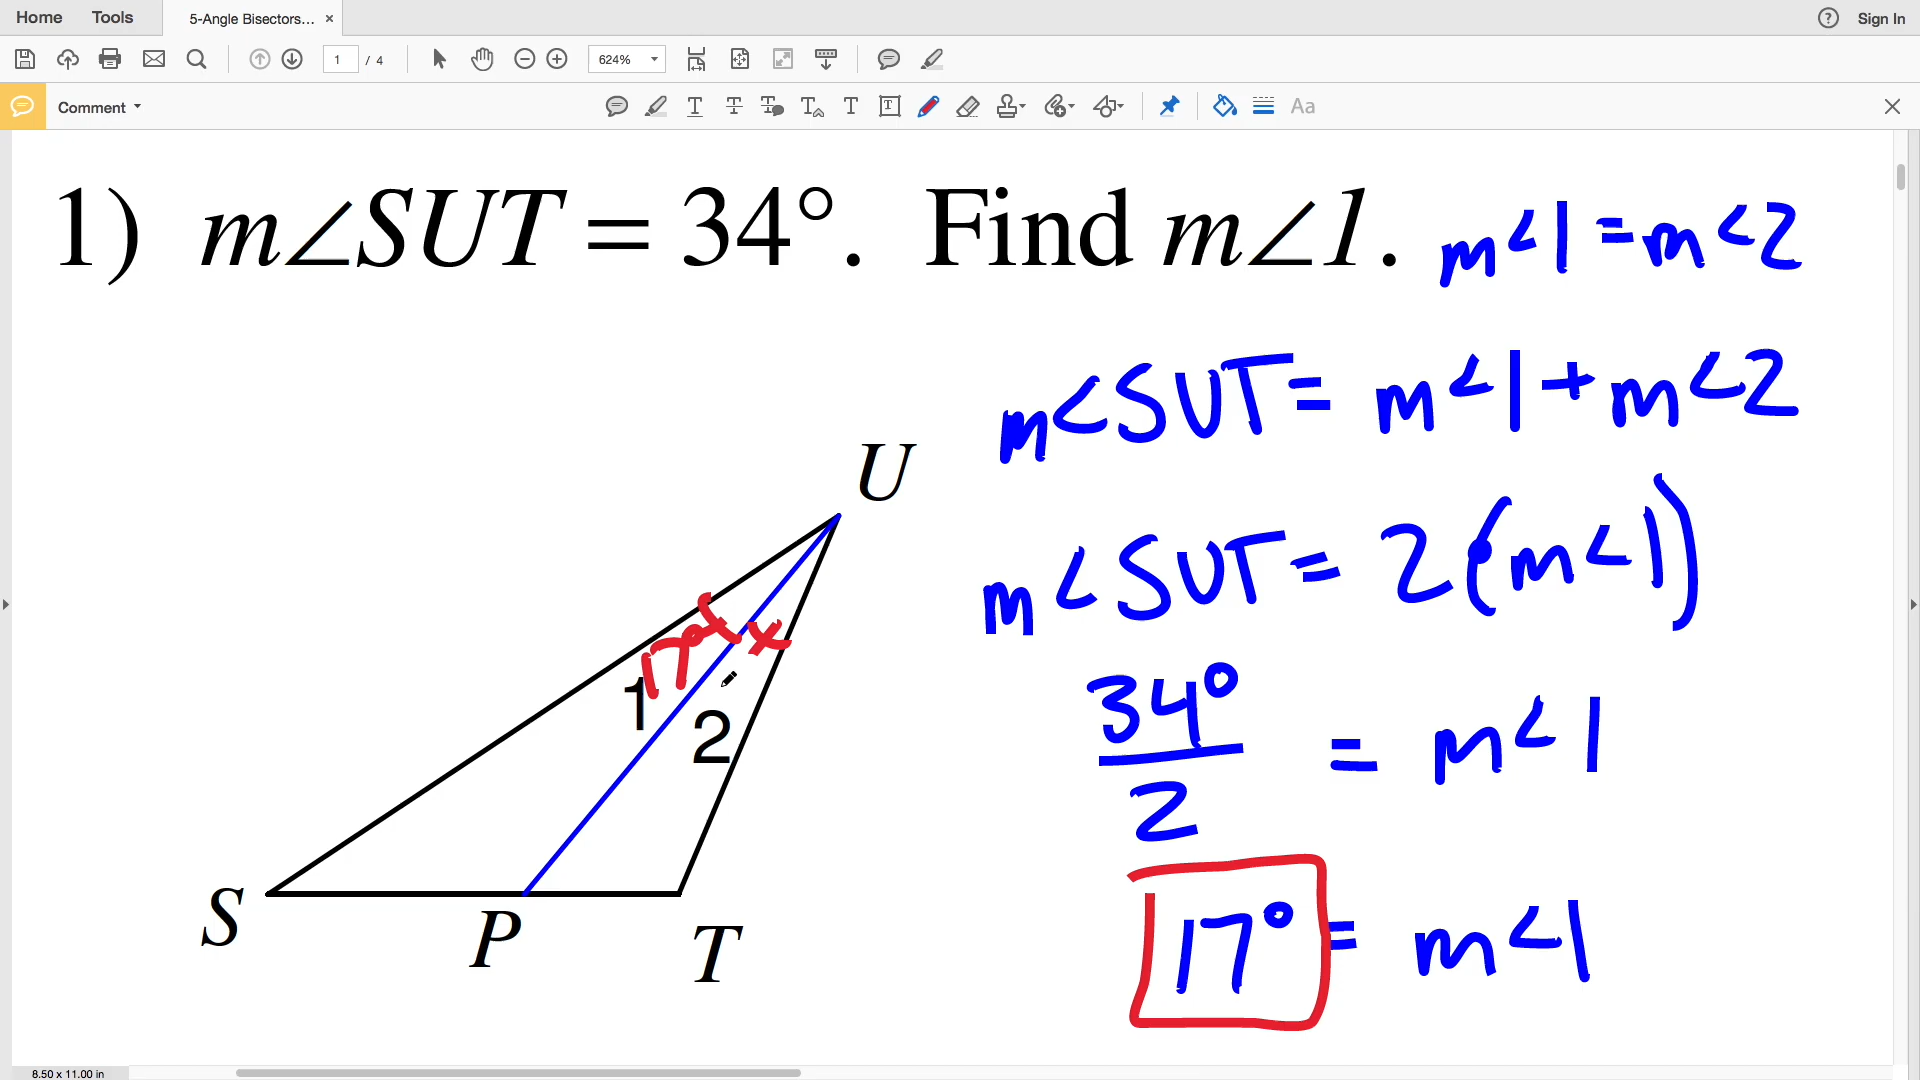 Home Tools 5-Angle Bisectors... × ? Sign In
1 / 4 624%
Comment T T T T T T Aa
1) m∠SUT = 34°. Find m∠1. m<1 = m<2
m<SUT = m<1 + m<2
U
m<SUT = 2(m<1)
17°
1
2
34°
2
= m<1
S P T
17° = m<1
8.50 x 11.00 in